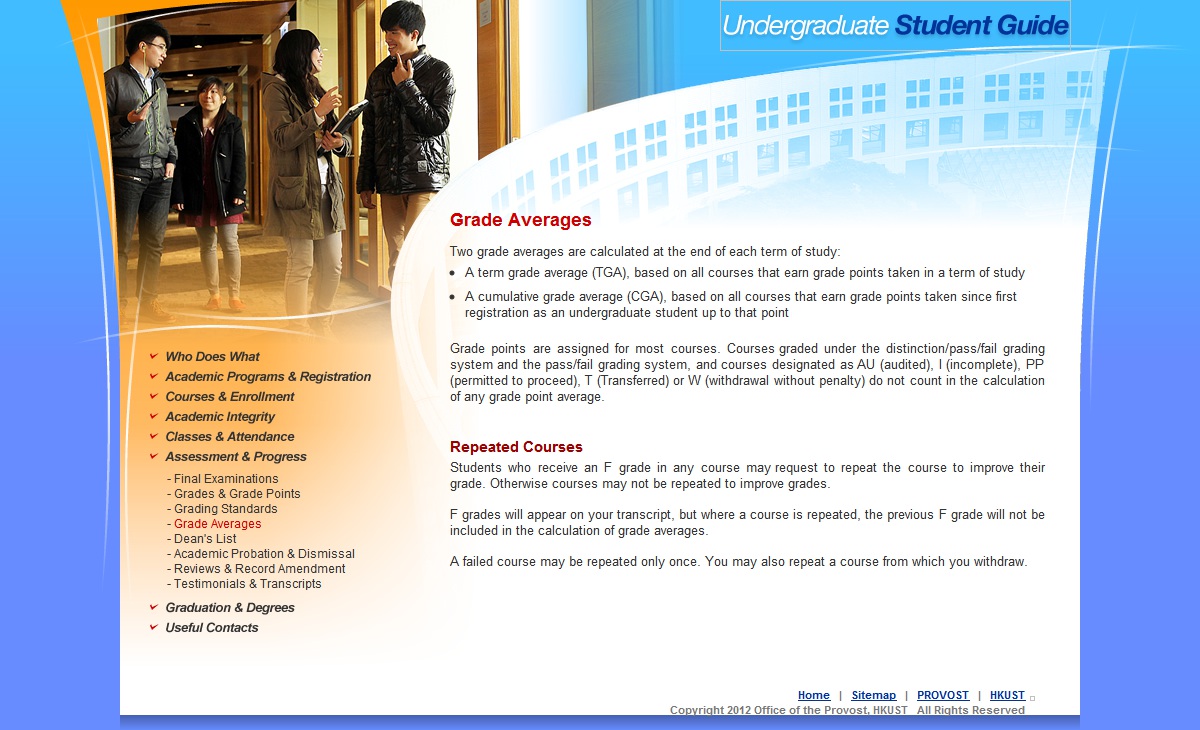 Undergraduate Student Guide
Grade Averages
Two grade averages are calculated at the end of each term of study:
A term grade average (TGA), based on all courses that earn grade points taken in a term of study
A cumulative grade average (CGA), based on all courses that earn grade points taken since first
registration as an undergraduate student up to that point
Grade points are assigned for most courses. Courses graded under the distinction/pass/fail grading
system and the pass/fail grading system, and courses designated as AU (audited), I (incomplete), PP
(permitted to proceed), T (Transferred) or W (withdrawal without penalty) do not count in the calculation
of any grade point average.
Repeated Courses
Students who receive an F grade in any course may request to repeat the course to improve their
grade. Otherwise courses may not be repeated to improve grades.
F grades will appear on your transcript, but where a course is repeated, the previous F grade will not be
included in the calculation of grade averages.
A failed course may be repeated only once. You may also repeat a course from which you withdraw.
Who Does What
Academic Programs & Registration
Courses & Enrollment
Academic Integrity
Classes & Attendance
Assessment & Progress
- Final Examinations
- Grades & Grade Points
- Grading Standards
- Grade Averages
- Dean's List
- Academic Probation & Dismissal
- Reviews & Record Amendment
- Testimonials & Transcripts
Graduation & Degrees
Useful Contacts
Home | Sitemap | PROVOST | HKUST
Copyright 2012 Office of the Provost, HKUST All Rights Reserved